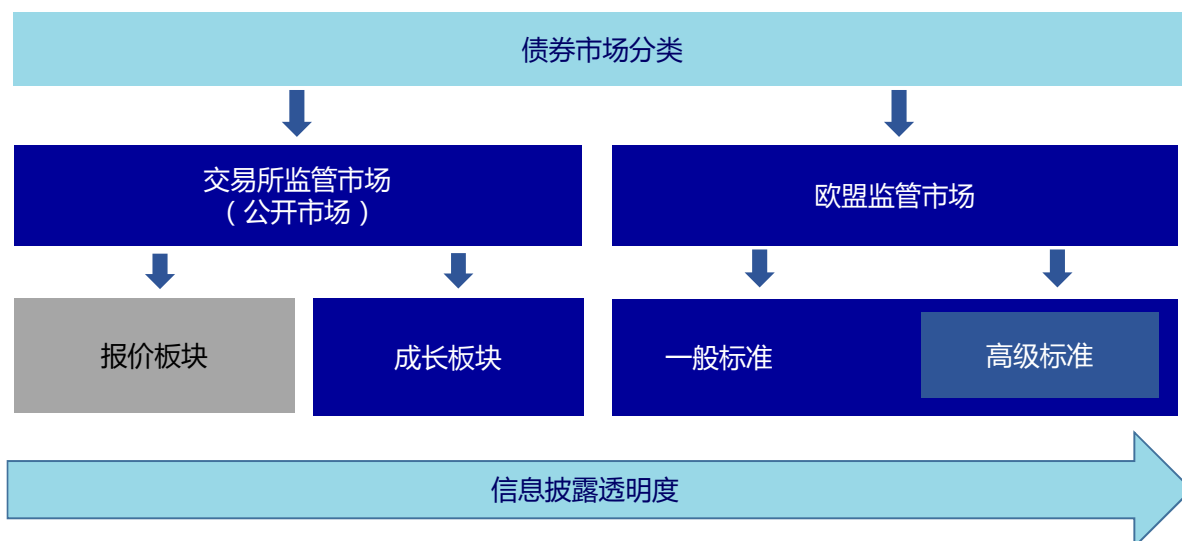 债券市场分类
交易所监管市场
（公开市场）
欧盟监管市场
报价板块
成长板块
一般标准
高级标准
信息披露透明度